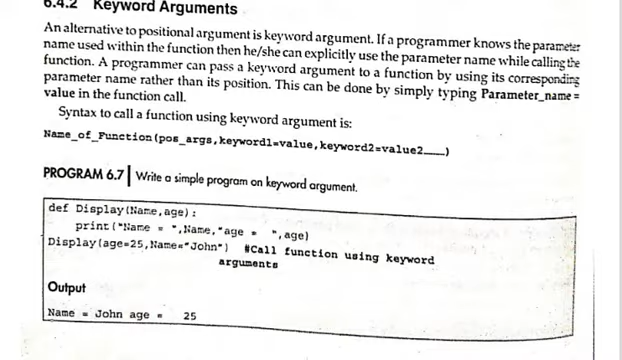 6.4.2 Keyword Arguments
An alternative to positional argument is keyword argument. If a programmer knows the parameter
name used within the function then he/she can explicitly use the parameter name while calling the
function. A programmer can pass a keyword argument to a function by using its corresponding
parameter name rather than its position. This can be done by simply typing Parameter_name =
value in the function call.
Syntax to call a function using keyword argument is:
Name_of_Function(pos_args,keyword1=value,keyword2=value2___)
PROGRAM 6.7 | Write a simple program on keyword argument.
def Display(Name,age):
print("Name = ",Name,"age = ",age)
Display(age=25,Name="John") #Call function using keyword
arguments
Output
Name = John age = 25